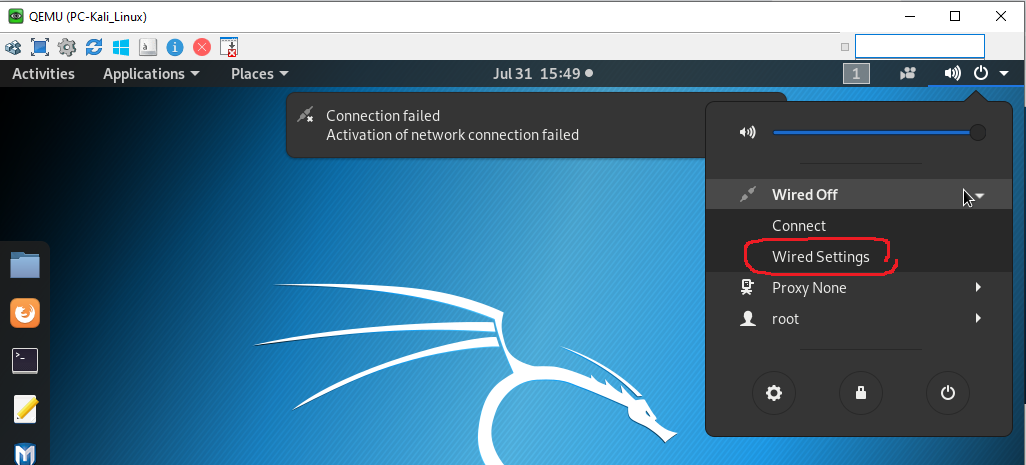 QEMU (PC-Kali_Linux)
Activities Applications Places Jul 31 15:49 1
Connection failed
Activation of network connection failed
Wired Off
Connect
Wired Settings
Proxy None
root